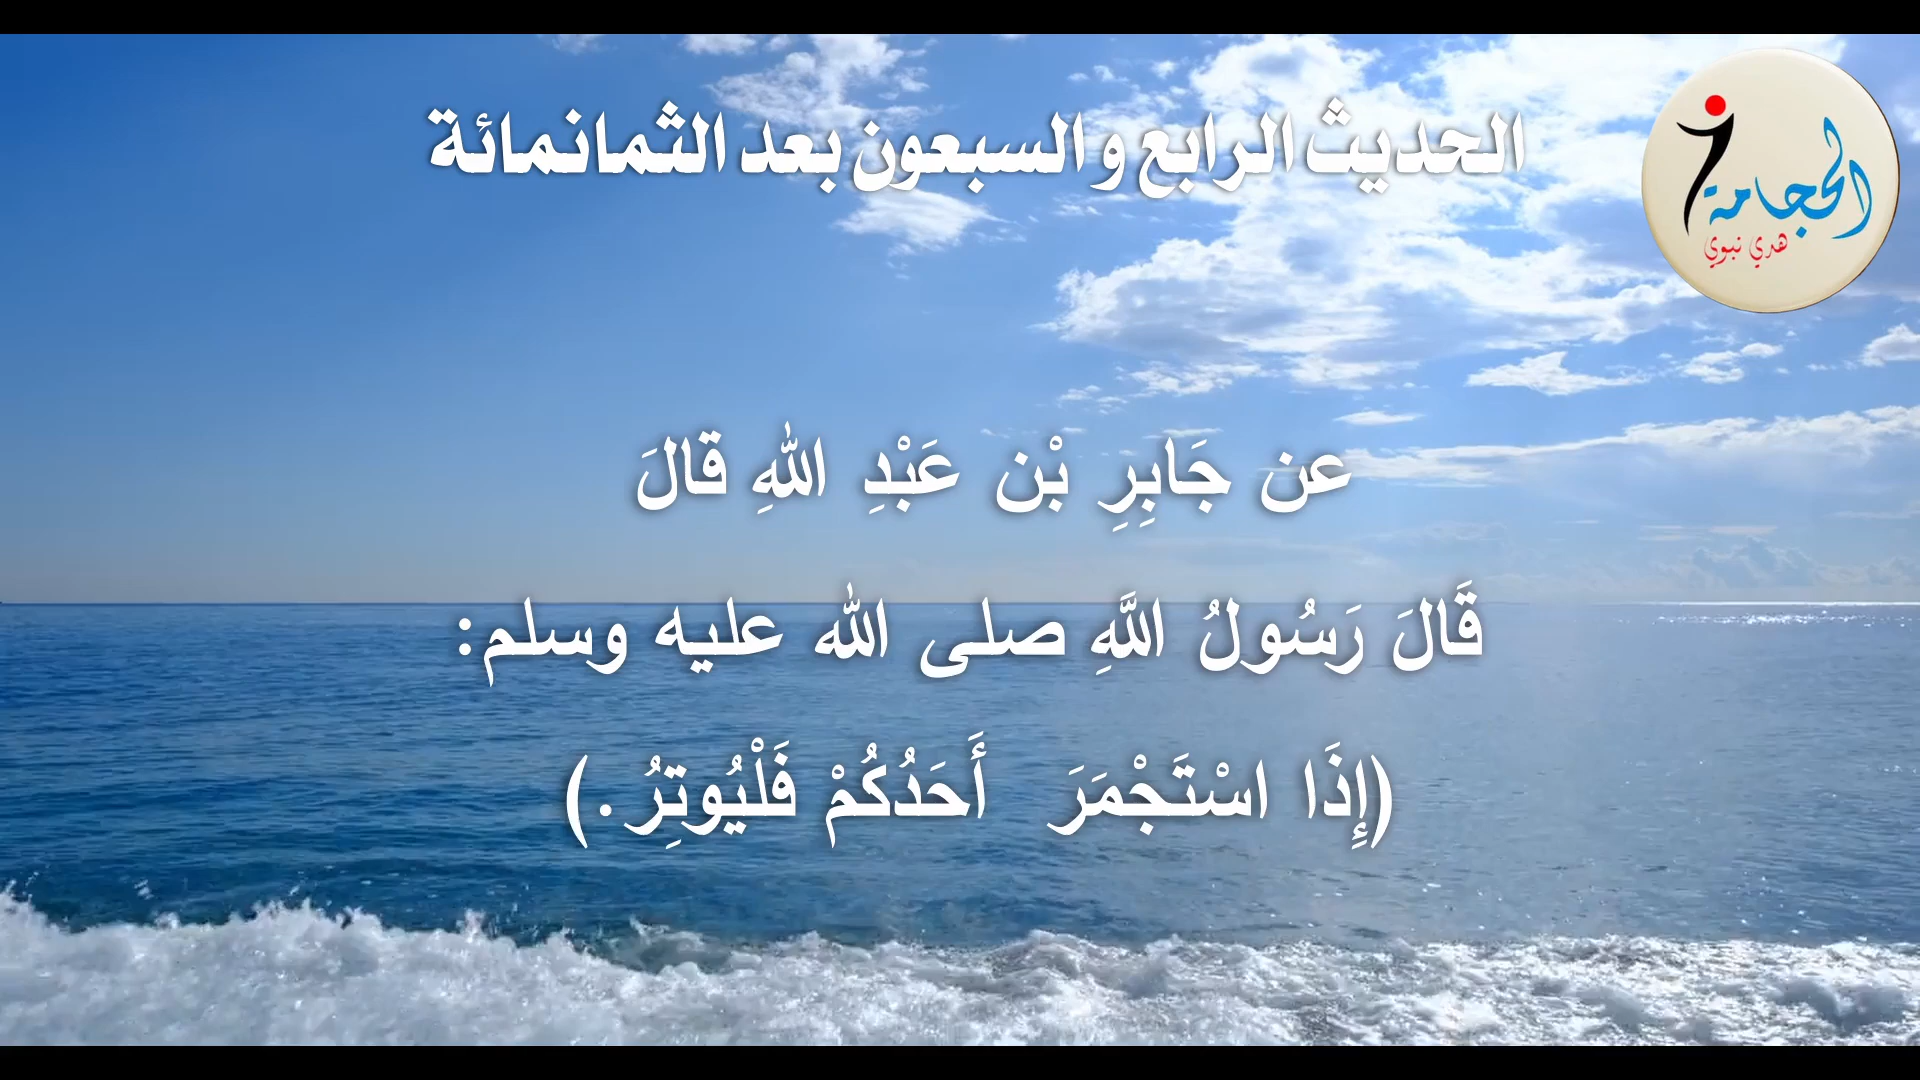 الحديث الرابع والسبعون بعد الثمانمائة
الحجامة
هدي نبوي
عن جَابِرِ بْن عَبْدِ اللهِ قالَ
قَالَ رَسُولُ اللَّهِ صلى الله عليه وسلم:
(إِذَا اسْتَجْمَرَ أَحَدُكُمْ فَلْيُوتِرُ.)